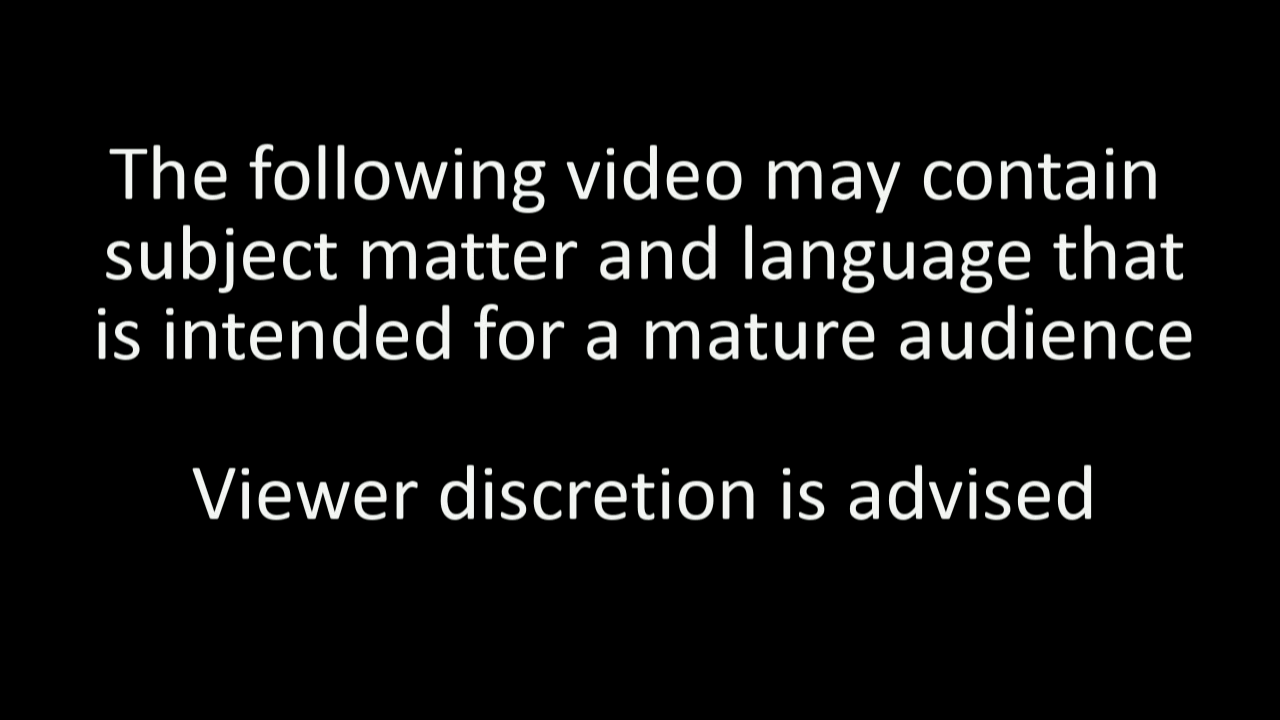 The following video may contain
subject matter and language that
is intended for a mature audience
Viewer discretion is advised